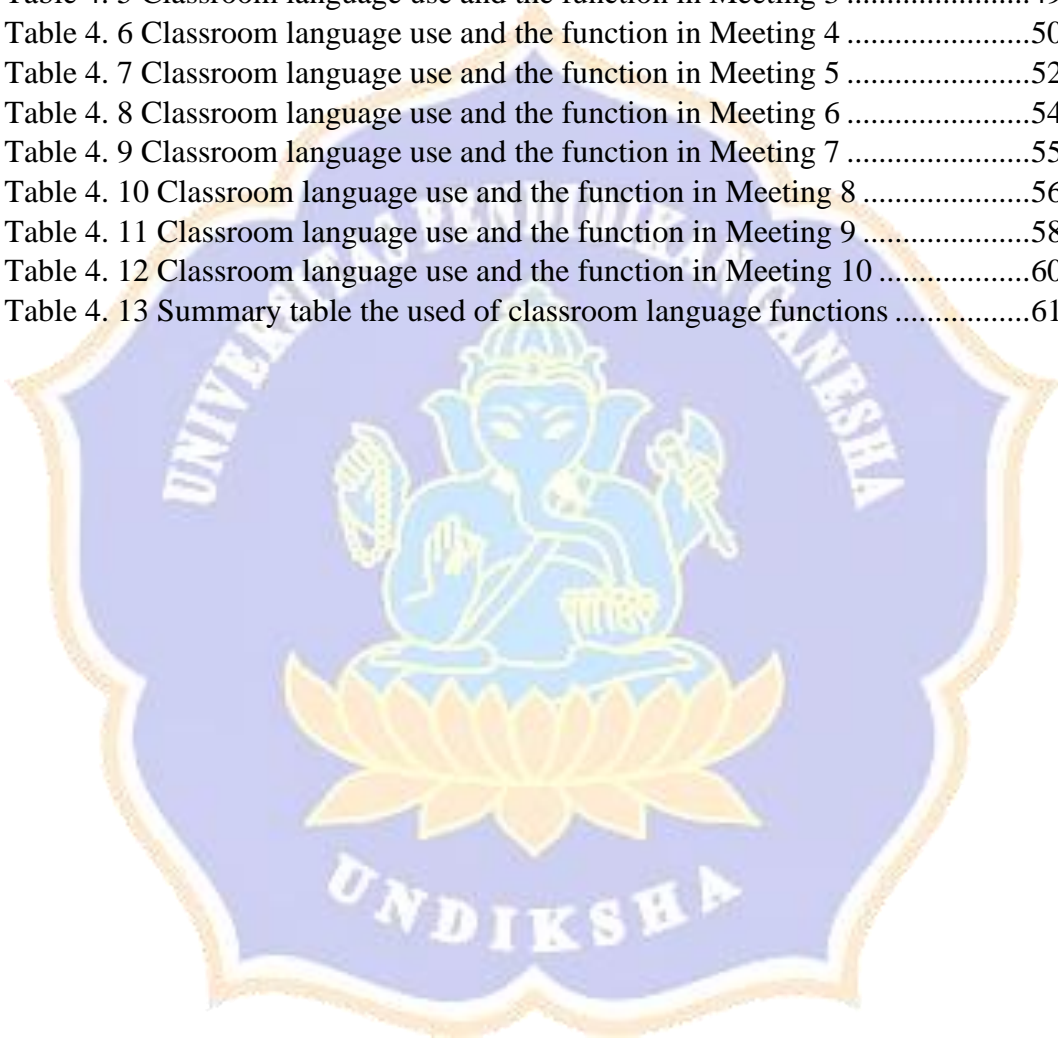 Table 4. 6 Classroom language use and the function in Meeting 4 ........................50
Table 4. 7 Classroom language use and the function in Meeting 5 ........................52
Table 4. 8 Classroom language use and the function in Meeting 6 ........................54
Table 4. 9 Classroom language use and the function in Meeting 7 ........................55
Table 4. 10 Classroom language use and the function in Meeting 8 ......................56
Table 4. 11 Classroom language use and the function in Meeting 9 ......................58
Table 4. 12 Classroom language use and the function in Meeting 10 ....................60
Table 4. 13 Summary table the used of classroom language functions .................61
UNIVERSITAS PENDIDIKAN GANESHA
UNDIKSHA